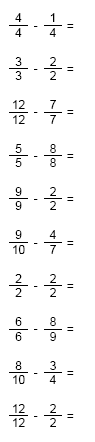 4/4 - 1/4 =
3/3 - 2/2 =
12/12 - 7/7 =
5/5 - 8/8 =
9/9 - 2/2 =
9/10 - 4/7 =
2/2 - 2/2 =
6/6 - 8/9 =
8/10 - 3/4 =
12/12 - 2/2 =